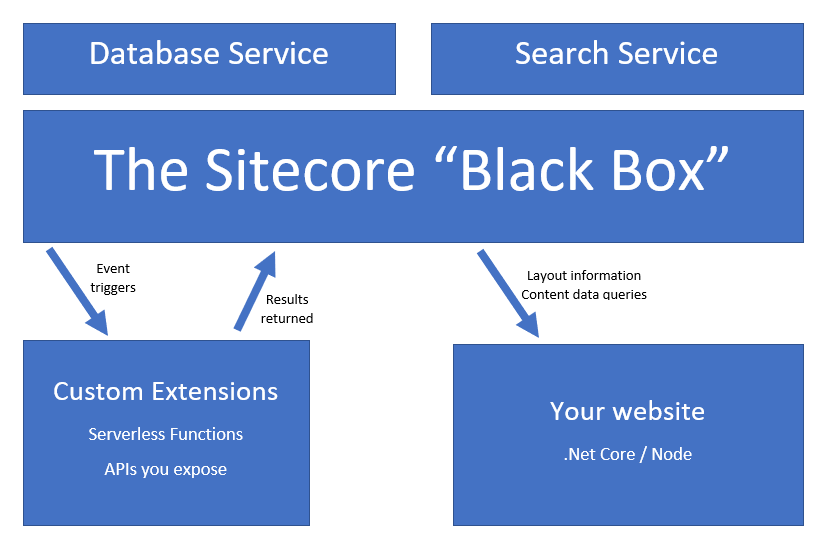 Database Service
Search Service
The Sitecore “Black Box”
Event
triggers
Results
returned
Layout information
Content data queries
Custom Extensions
Serverless Functions
APIs you expose
Your website
.Net Core / Node